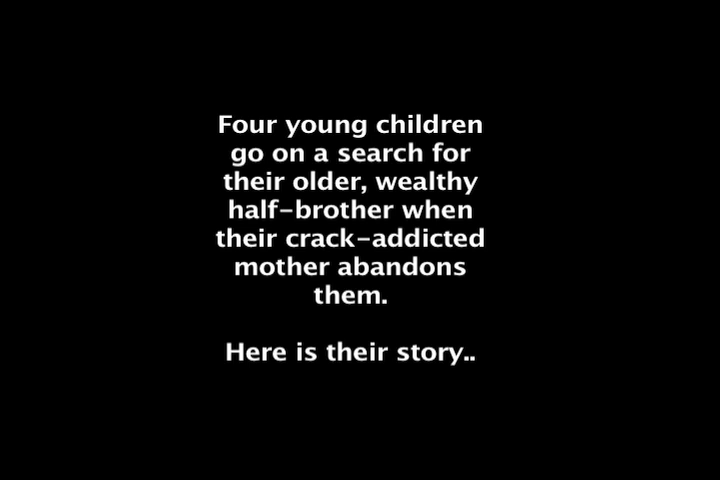 Four young children
go on a search for
their older, wealthy
half-brother when
their crack-addicted
mother abandons
them.
Here is their story..